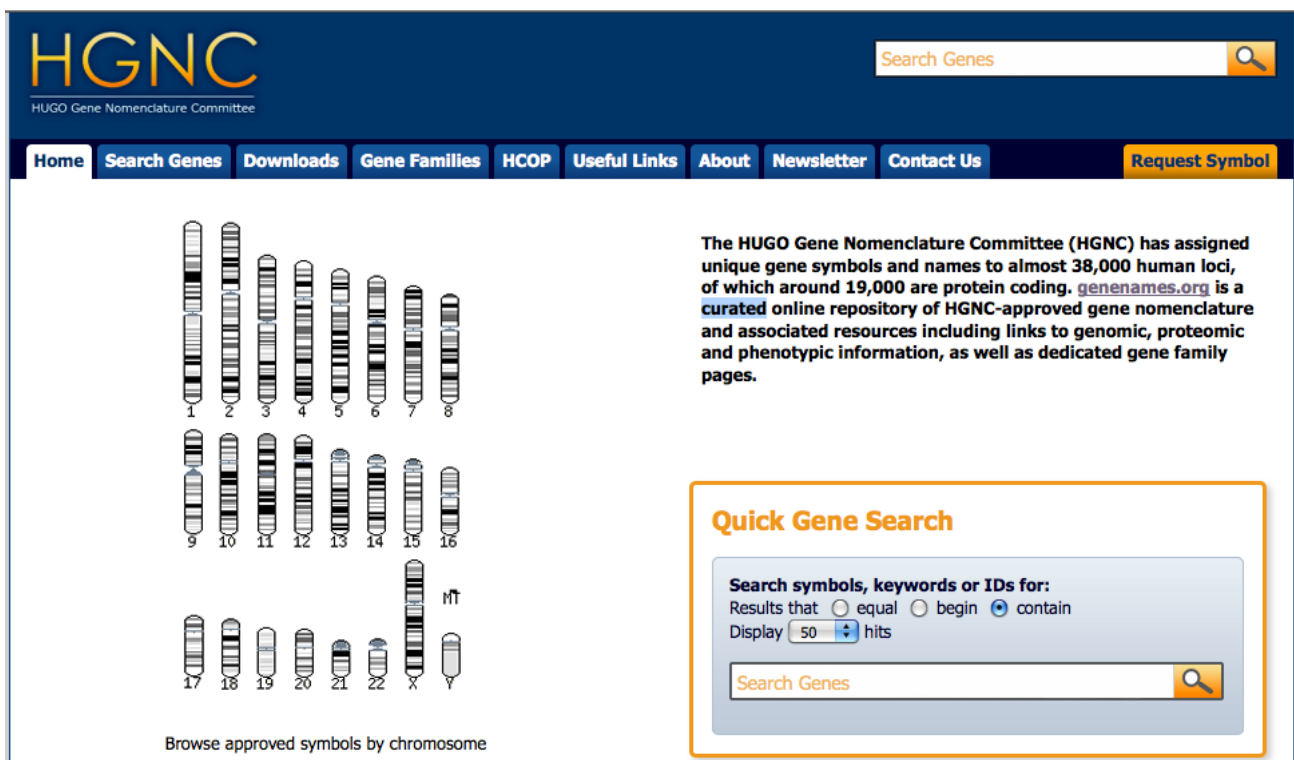 HGNC
HUGO Gene Nomenclature Committee
Search Genes
Home Search Genes Downloads Gene Families HCOP Useful Links About Newsletter Contact Us Request Symbol
1 2 3 4 5 6 7 8
9 10 11 12 13 14 15 16
MT
17 18 19 20 21 22 X Y
Browse approved symbols by chromosome
The HUGO Gene Nomenclature Committee (HGNC) has assigned
unique gene symbols and names to almost 38,000 human loci,
of which around 19,000 are protein coding. genenames.org is a
curated online repository of HGNC-approved gene nomenclature
and associated resources including links to genomic, proteomic
and phenotypic information, as well as dedicated gene family
pages.
Quick Gene Search
Search symbols, keywords or IDs for:
Results that equal begin contain
Display 50 hits
Search Genes